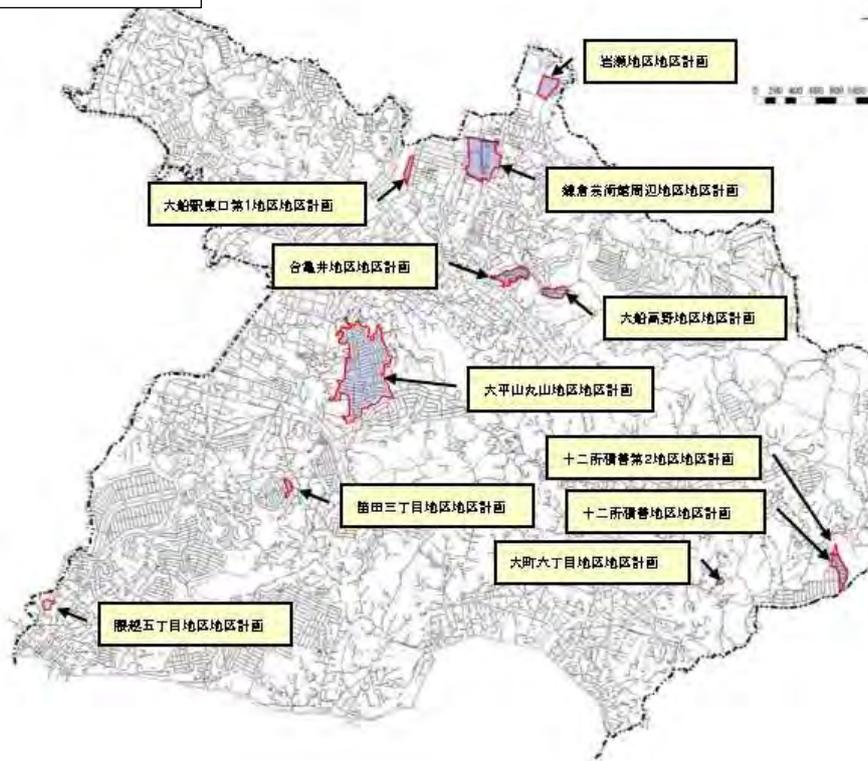 岩瀬地区地区計画
0 200 400 600 800 1000
鎌倉芸術館周辺地区地区計画
大船駅東口第1地区地区計画
台亀井地区地区計画
大船高野地区地区計画
大平山丸山地区地区計画
十二所積善第2地区地区計画
笛田三丁目地区地区計画
十二所積善地区地区計画
大町六丁目地区地区計画
腰越五丁目地区地区計画